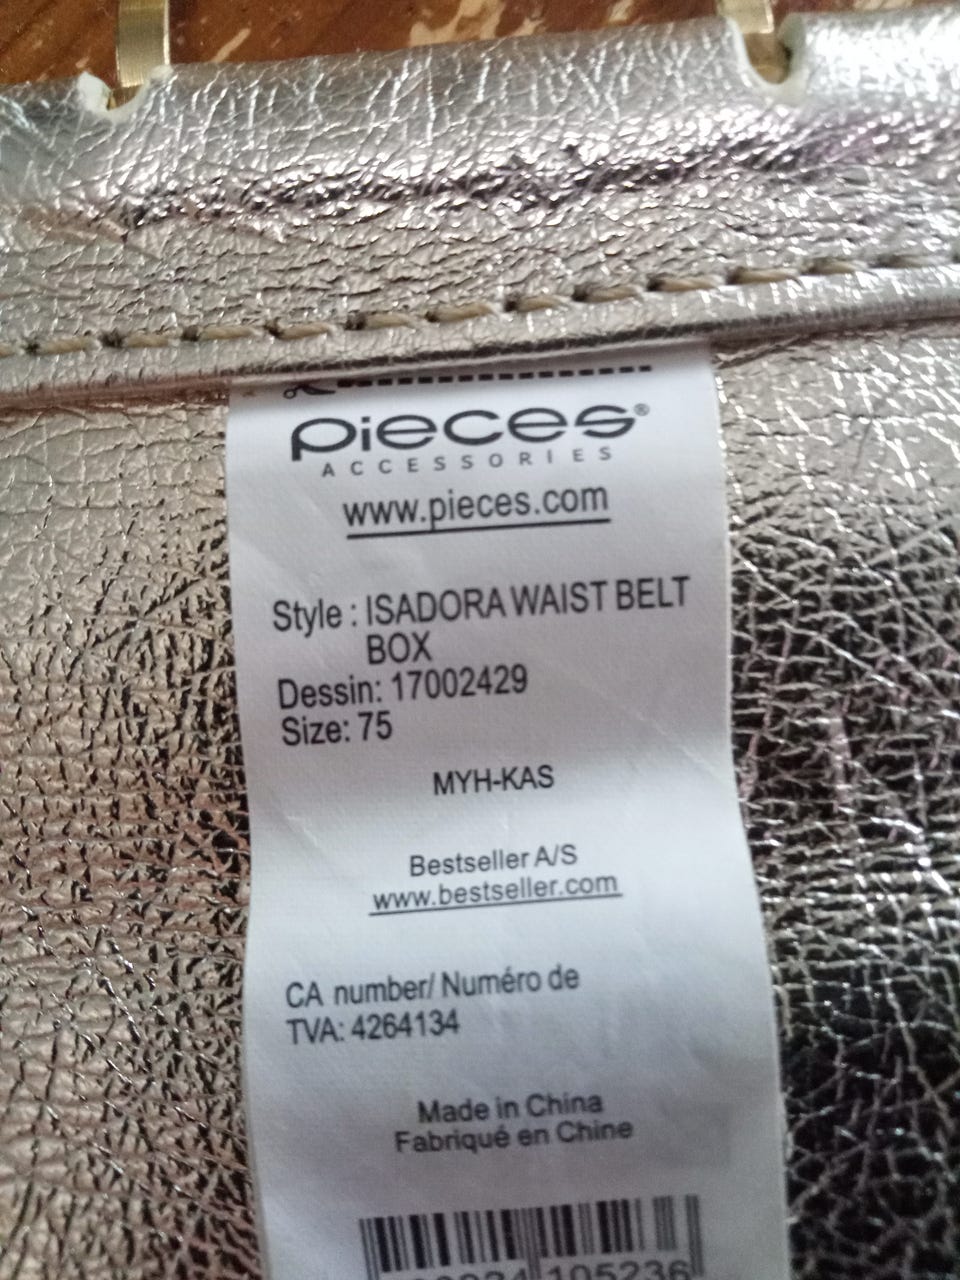 pieces®
ACCESSORIES
www.pieces.com
Style : ISADORA WAIST BELT
BOX
Dessin: 17002429
Size: 75
MYH-KAS
Bestseller A/S
www.bestseller.com
CA number/ Numéro de
TVA: 4264134
Made in China
Fabriqué en Chine
105236